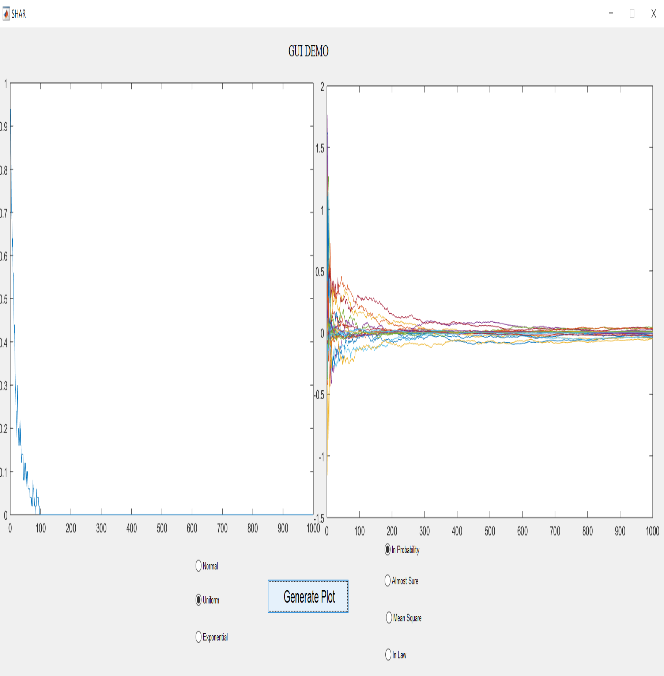 SHAR
GUI DEMO
1
0.9
0.8
0.7
0.6
0.5
0.4
0.3
0.2
0.1
0
0 100 200 300 400 500 600 700 800 900 1000
2
1.5
1
0.5
0
-0.5
-1
-1.5
0 100 200 300 400 500 600 700 800 900 1000
Normal
Uniform
Exponential
Generate Plot
In Probability
Almost Sure
Mean Square
In Law